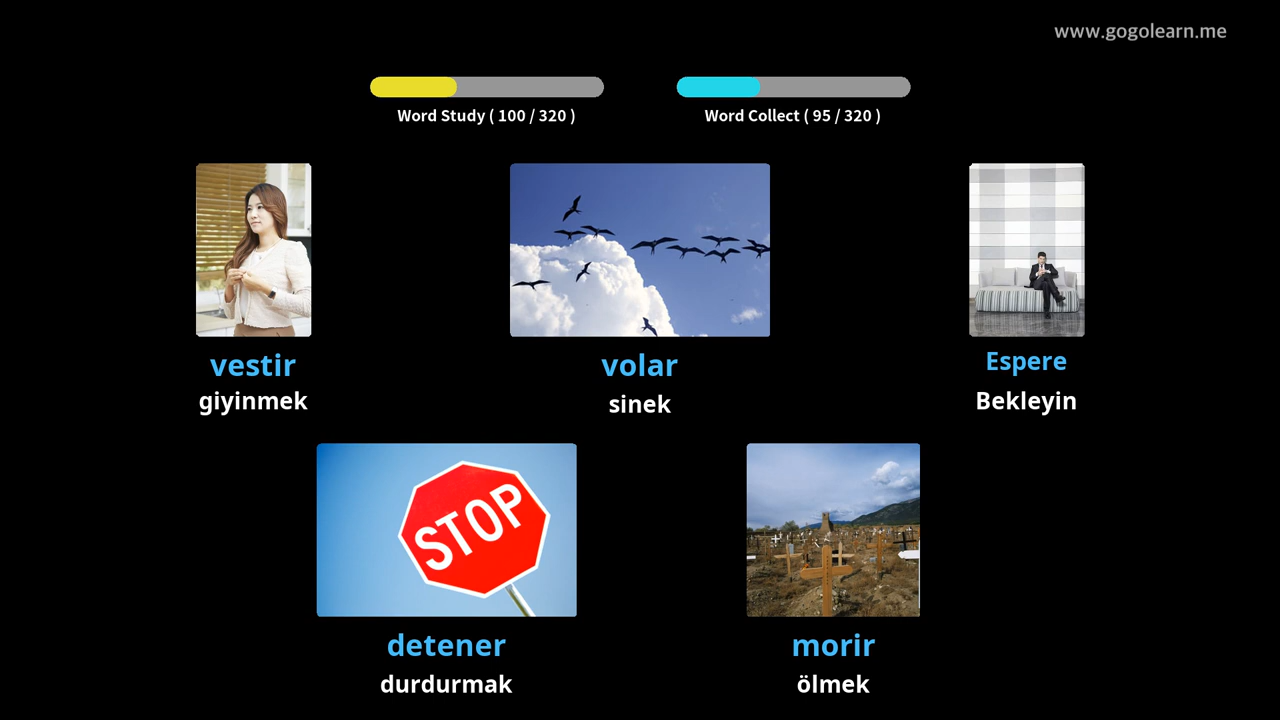 www.gogolearn.me
Word Study ( 100 / 320 )
Word Collect ( 95 / 320 )
vestir
giyinmek
volar
sinek
Espere
Bekleyin
STOP
detener
durdurmak
morir
ölmek